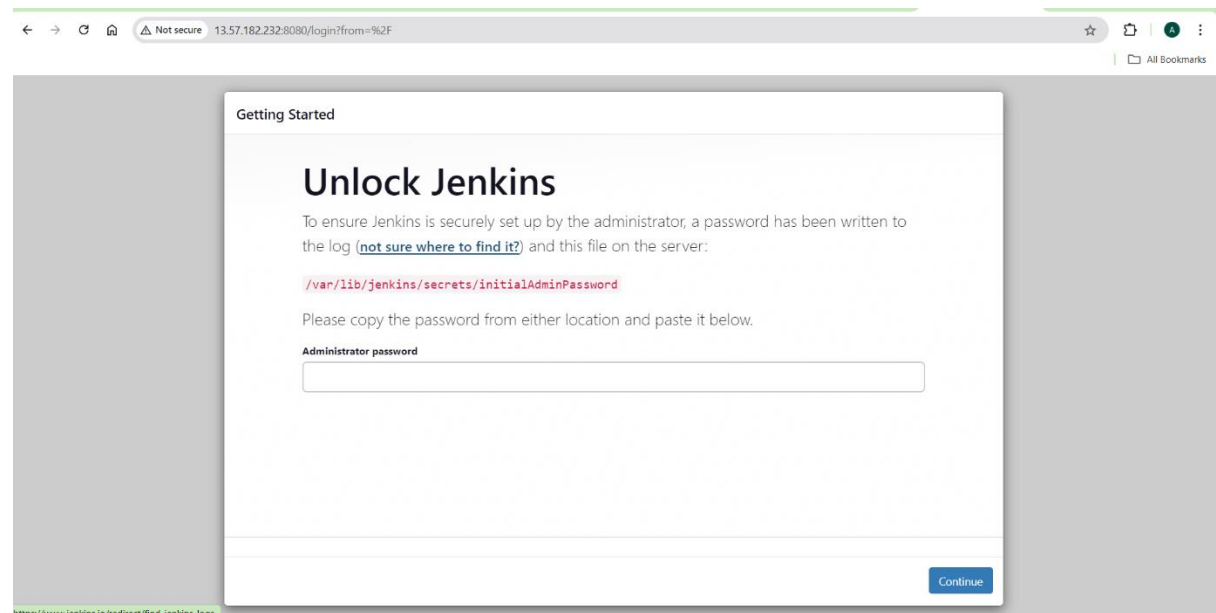 Not secure 13.57.182.232:8080/login?from=%2F
A
All Bookmarks
Getting Started
Unlock Jenkins
To ensure Jenkins is securely set up by the administrator, a password has been written to
the log (not sure where to find it?) and this file on the server:
/var/lib/jenkins/secrets/initialAdminPassword
Please copy the password from either location and paste it below.
Administrator password
Continue